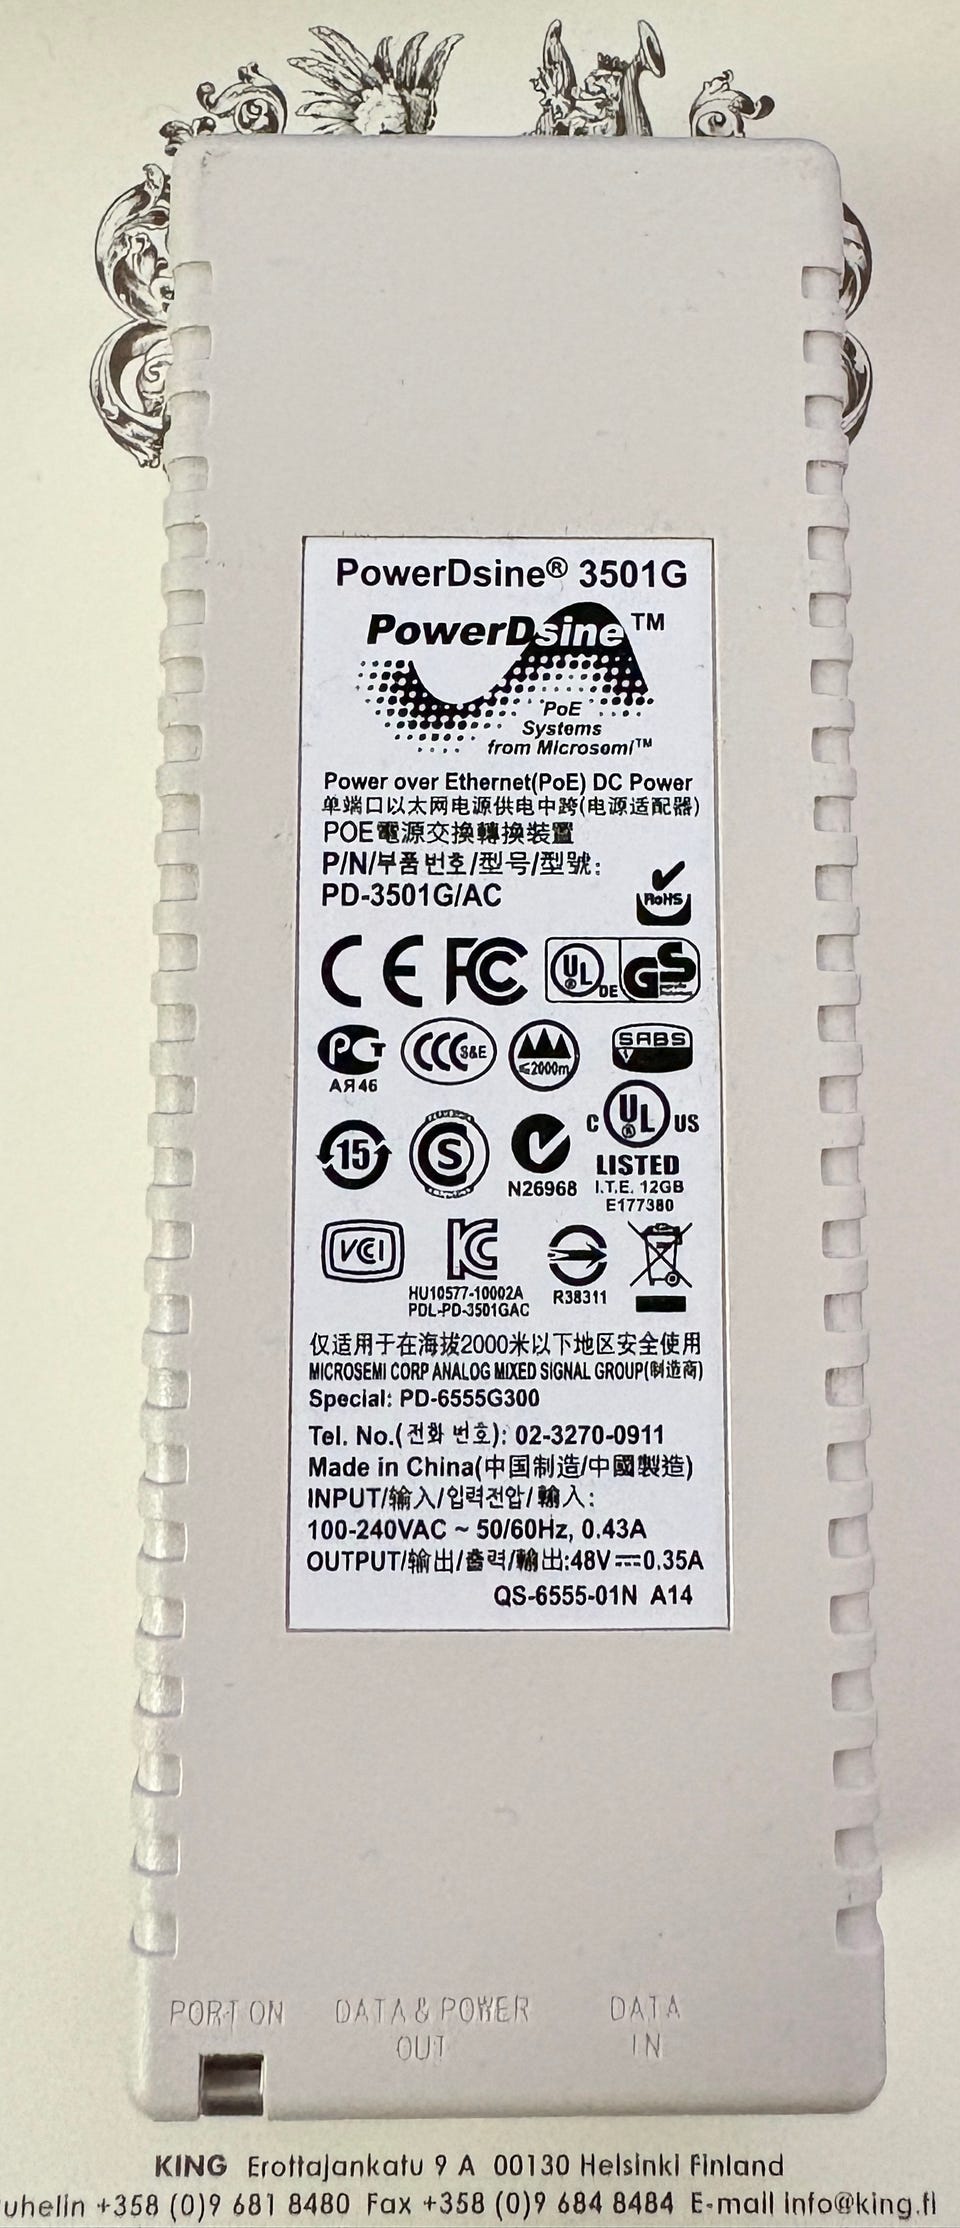 PowerDsine® 3501G
PowerDsine™
PoE
Systems
from Microsemi™
Power over Ethernet(PoE) DC Power
单端口以太网电源供电中跨(电源适配器)
POE電源交換轉換裝置
P/N/부품 번호/型号/型號:
PD-3501G/AC
RoHS
CE FC UL DE GS
PCT CCC S&E ≤2000m SABS
АЯ46
15 S C UL US
N26968 LISTED
I.T.E. 12GB
E177380
VCI KC
HU10577-10002A R38311
PDL-PD-3501GAC
仅适用于在海拔2000米以下地区安全使用
MICROSEMI CORP ANALOG MIXED SIGNAL GROUP(制造商)
Special: PD-6555G300
Tel. No.(전화 번호): 02-3270-0911
Made in China(中国制造/中國製造)
INPUT/输入/입력전압/輸入:
100-240VAC ~ 50/60Hz, 0.43A
OUTPUT/输出/출력/輸出:48V⎓0.35A
QS-6555-01N A14
PORT ON DATA & POWER DATA
OUT IN
KING Erottajankatu 9 A 00130 Helsinki Finland
uhelin +358 (0)9 681 8480 Fax +358 (0)9 684 8484 E-mail info@king.fi